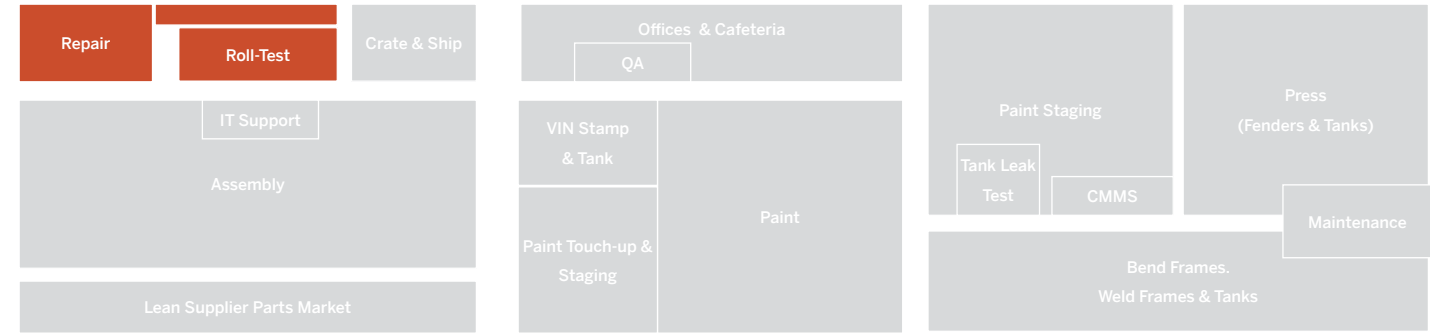 Repair
Roll-Test
Crate & Ship
Offices & Cafeteria
QA
IT Support
Assembly
Lean Supplier Parts Market
VIN Stamp
& Tank
Paint Touch-up &
Staging
Paint
Paint Staging
Tank Leak
Test
CMMS
Press
(Fenders & Tanks)
Maintenance
Bend Frames.
Weld Frames & Tanks